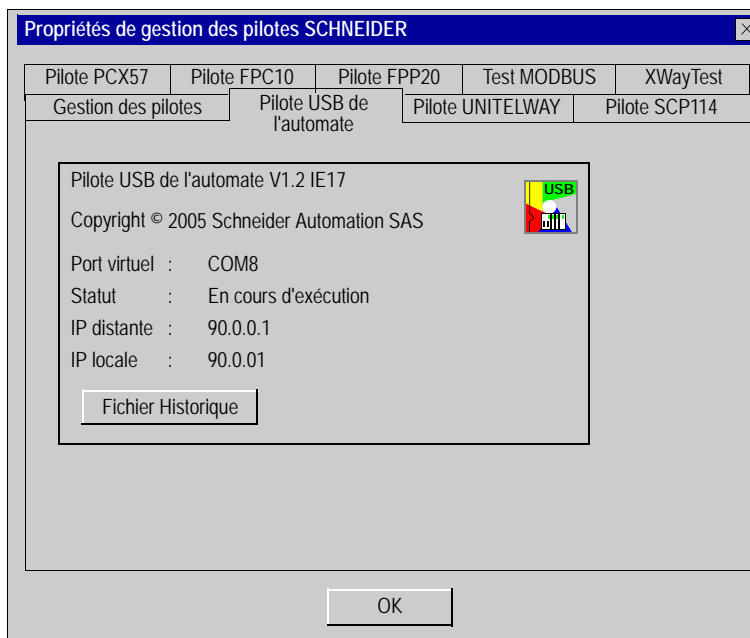 Propriétés de gestion des pilotes SCHNEIDER
Pilote PCX57 Pilote FPC10 Pilote FPP20 Test MODBUS XWayTest
Gestion des pilotes Pilote USB de l'automate Pilote UNITELWAY Pilote SCP114
Pilote USB de l'automate V1.2 IE17
USB
Copyright © 2005 Schneider Automation SAS
Port virtuel : COM8
Statut : En cours d'exécution
IP distante : 90.0.0.1
IP locale : 90.0.01
Fichier Historique
OK